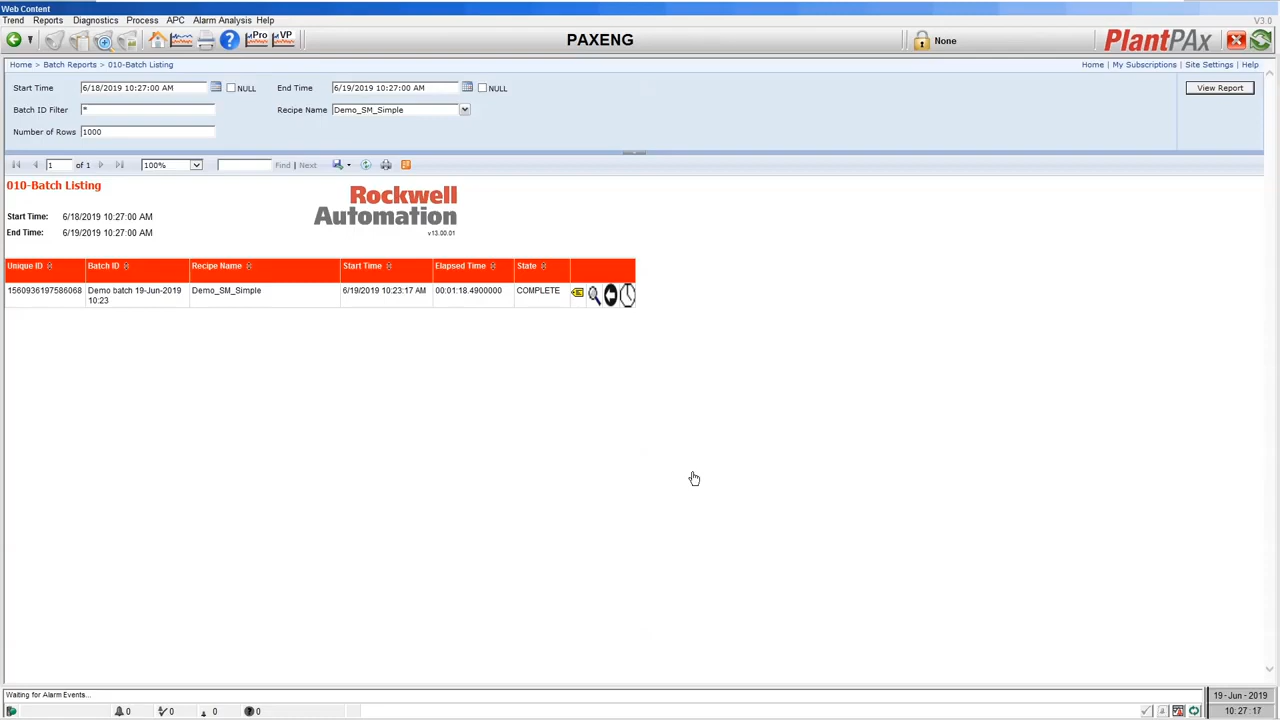 Web Content
Trend Reports Diagnostics Process APC Alarm Analysis Help
V3.0
Pro VP
PAXENG
None
PlantPAx
Home > Batch Reports > 010-Batch Listing
Home | My Subscriptions | Site Settings | Help
Start Time 6/18/2019 10:27:00 AM NULL End Time 6/19/2019 10:27:00 AM NULL
View Report
Batch ID Filter * Recipe Name Demo_SM_Simple
Number of Rows 1000
1 of 1 100% Find | Next
010-Batch Listing
Rockwell
Automation
v13.00.01
Start Time: 6/18/2019 10:27:00 AM
End Time: 6/19/2019 10:27:00 AM
Unique ID Batch ID Recipe Name Start Time Elapsed Time State
1560936197586068 Demo batch 19-Jun-2019 Demo_SM_Simple 6/19/2019 10:23:17 AM 00:01:18.4900000 COMPLETE
10:23
Waiting for Alarm Events...
19-Jun-2019
0 0 0 0
10:27:17